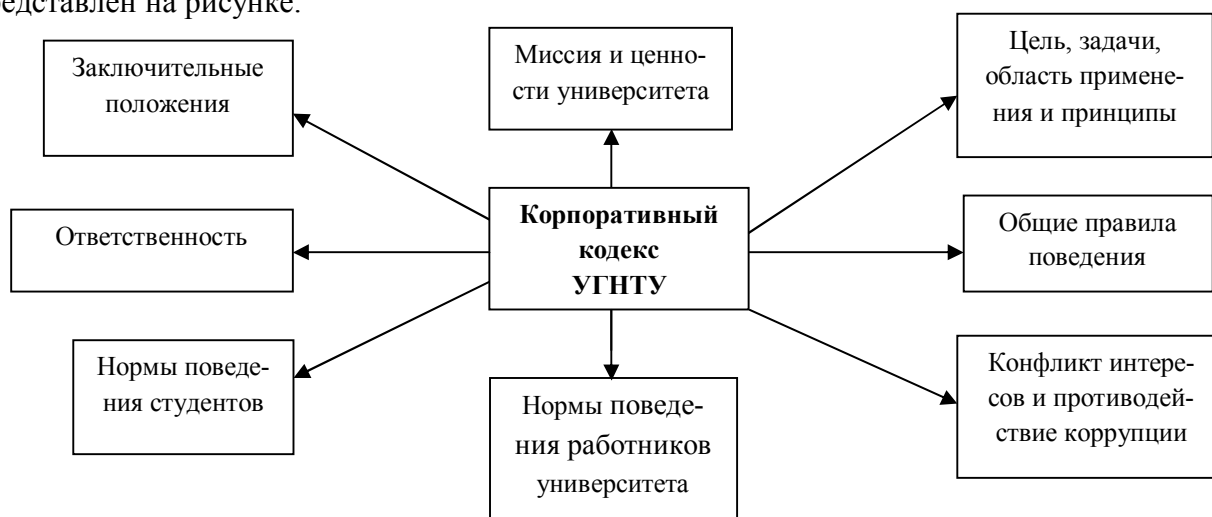 редставлен на рисунке.
Заключительные
положения
Миссия и ценно-
сти университета
Цель, задачи,
область примене-
ния и принципы
Ответственность
Корпоративный
кодекс
УГНТУ
Общие правила
поведения
Нормы поведе-
ния студентов
Нормы поведе-
ния работников
университета
Конфликт интере-
сов и противодей-
ствие коррупции